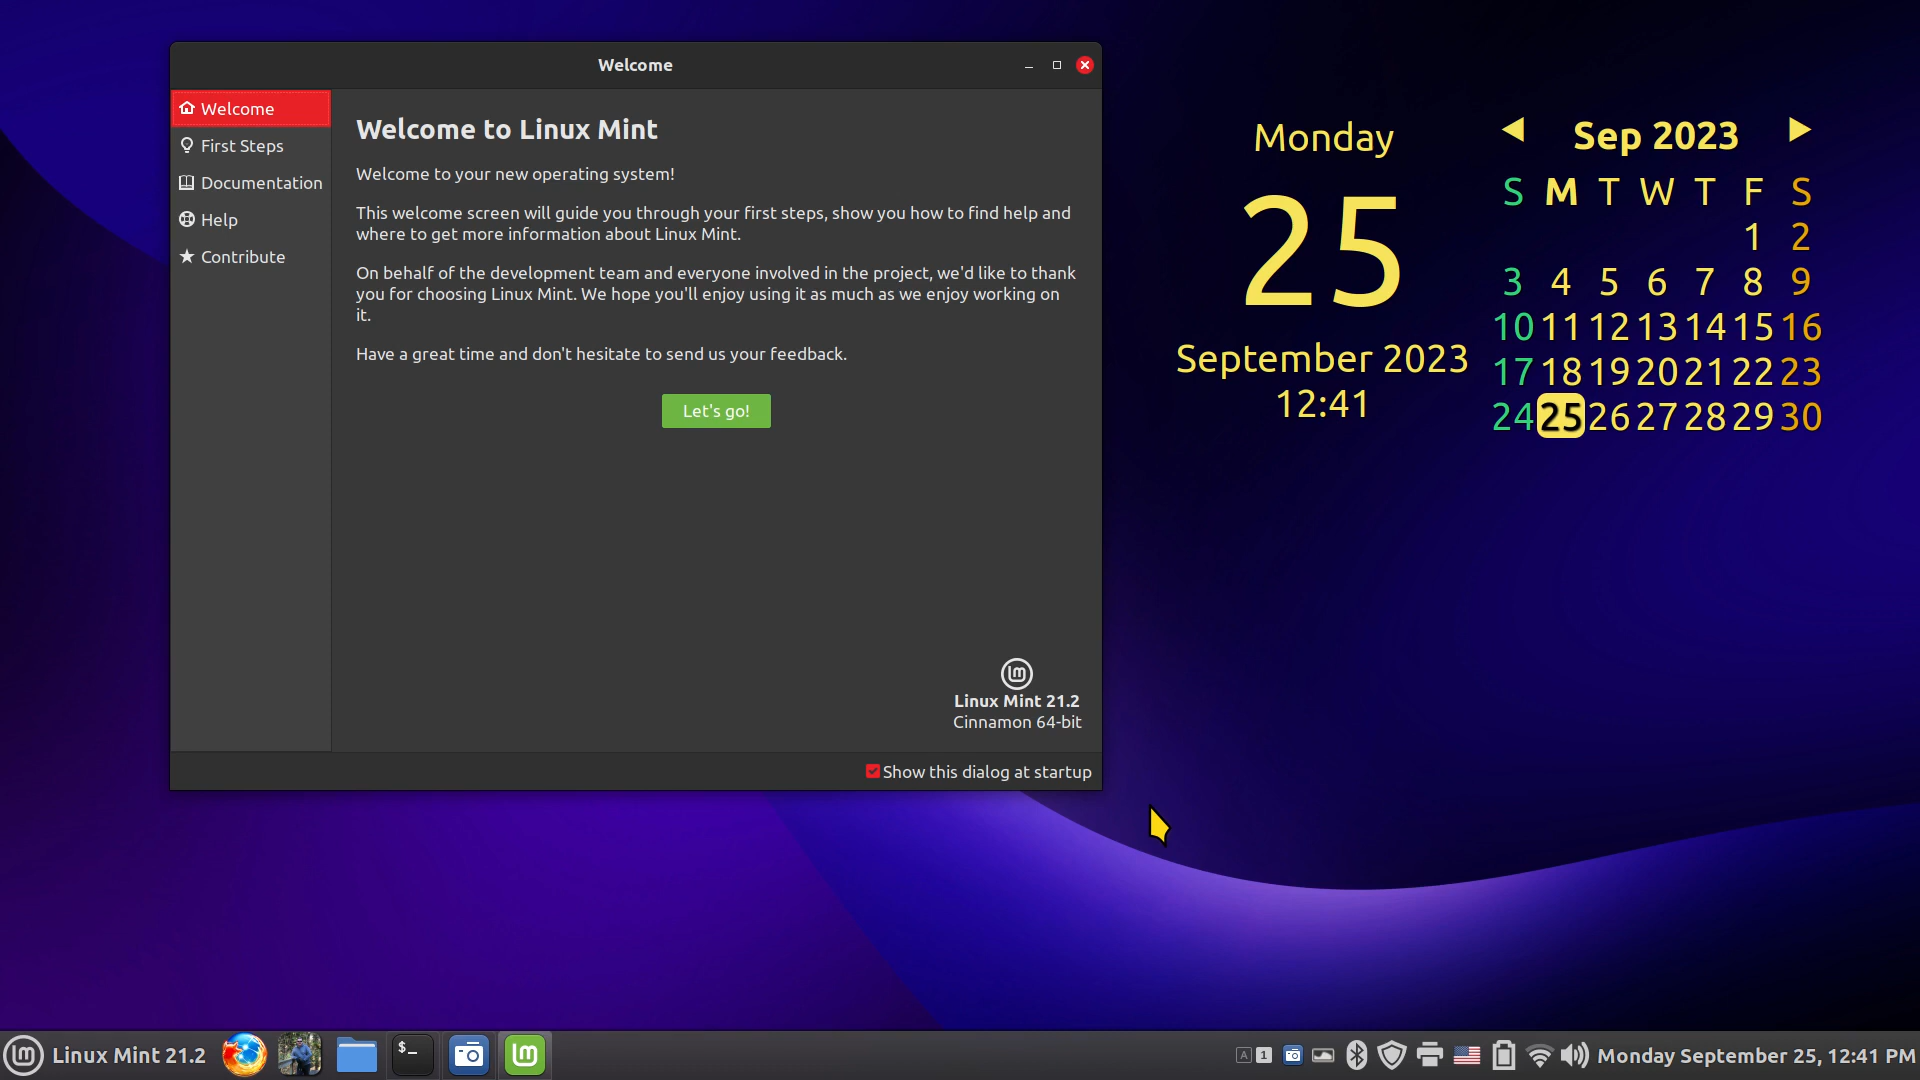 Welcome
Welcome
First Steps
Documentation
Help
Contribute
Welcome to Linux Mint
Welcome to your new operating system!
This welcome screen will guide you through your first steps, show you how to find help and
where to get more information about Linux Mint.
On behalf of the development team and everyone involved in the project, we'd like to thank
you for choosing Linux Mint. We hope you'll enjoy using it as much as we enjoy working on
it.
Have a great time and don't hesitate to send us your feedback.
Let's go!
Linux Mint 21.2
Cinnamon 64-bit
Show this dialog at startup
Monday
25
September 2023
12:41
Sep 2023
S M T W T F S
1 2
3 4 5 6 7 8 9
10 11 12 13 14 15 16
17 18 19 20 21 22 23
24 25 26 27 28 29 30
Linux Mint 21.2
$_
A 1
Monday September 25, 12:41 PM